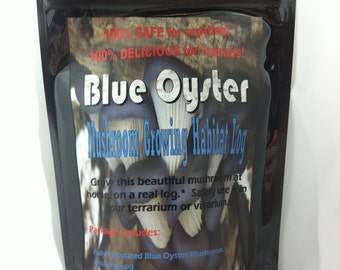 100% SAFE for
100% DELICIOUS for humans!
Blue Oyster
Mushroom Growing Habitat Log
Grow this beautiful mushroom at
home on a real log.* Safely use it in
your terrarium or vivarium.
Package Includes:
Blue Oyster Mushroom
Log